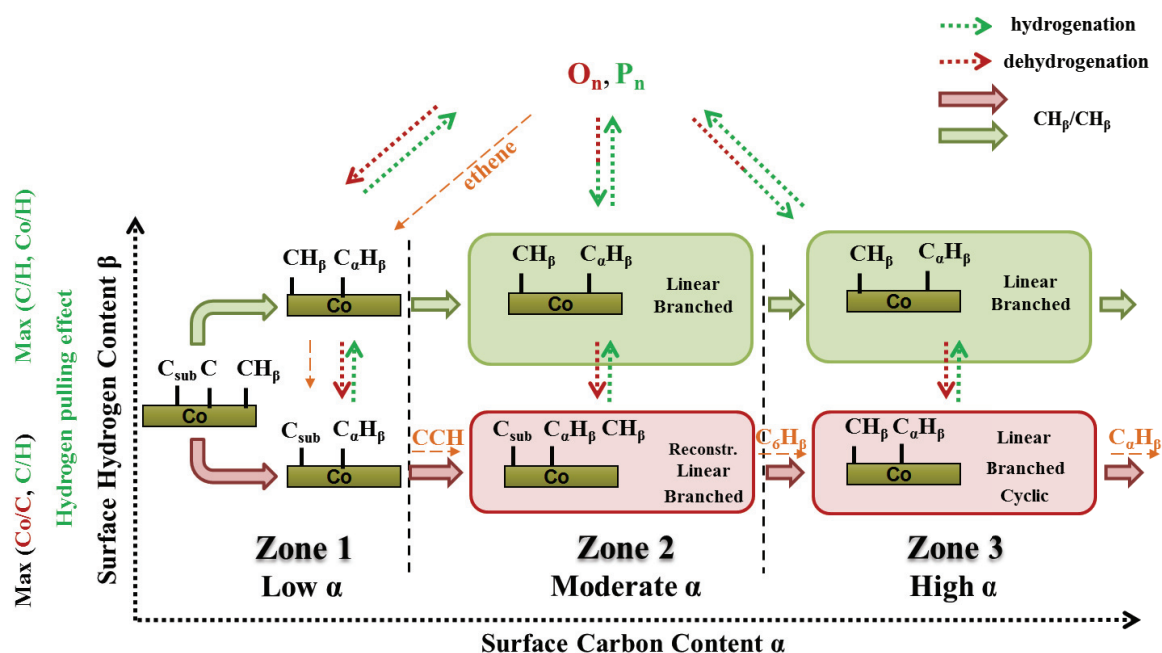 hydrogenation
dehydrogenation
CHβ/CHβ
On, Pn
ethene
Max (C/H, Co/H)
Hydrogen pulling effect
Max (Co/C, C/H)
Surface Hydrogen Content β
CHβ CαHβ
Co
CHβ CαHβ
Co
Linear
Branched
CHβ CαHβ
Co
Linear
Branched
Csub C CHβ
Co
Csub CαHβ
Co
CCH
Csub CαHβ CHβ
Co
Reconstr.
Linear
Branched
C6Hβ
CHβ CαHβ
Co
Linear
Branched
Cyclic
CαHβ
Zone 1
Low α
Zone 2
Moderate α
Zone 3
High α
Surface Carbon Content α